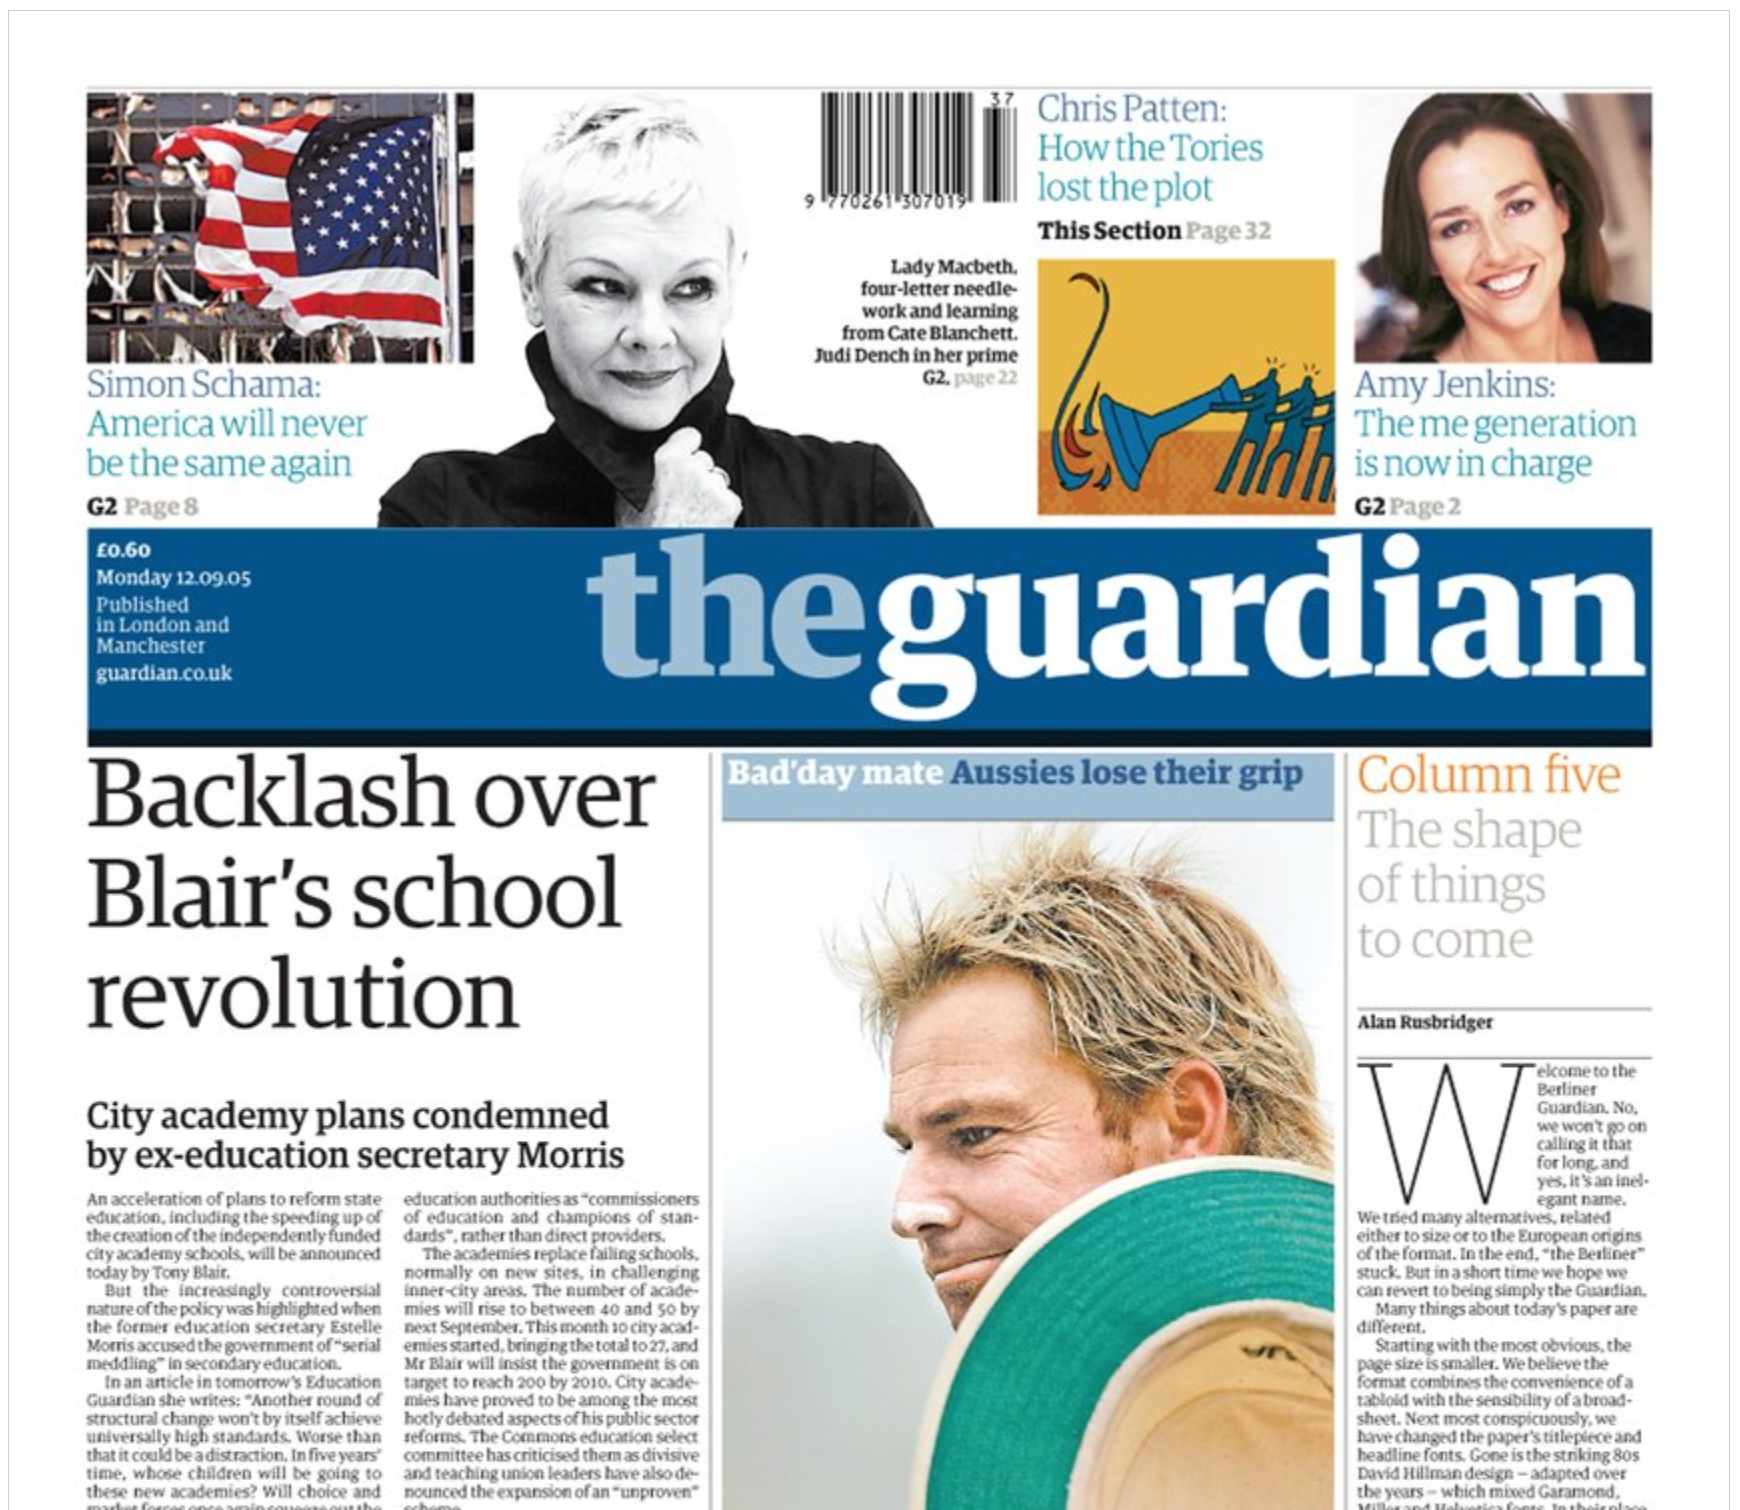 Simon Schama:
America will never
be the same again
G2 Page 8
37
9 770261 307019
Lady Macbeth,
four-letter needle-
work and learning
from Cate Blanchett.
Judi Dench in her prime
G2, page 22
Chris Patten:
How the Tories
lost the plot
This Section Page 32
Amy Jenkins:
The me generation
is now in charge
G2 Page 2
£0.60
Monday 12.09.05
Published
in London and
Manchester
guardian.co.uk
theguardian
Backlash over
Blair's school
revolution
City academy plans condemned
by ex-education secretary Morris
An acceleration of plans to reform state
education, including the speeding up of
the creation of the independently funded
city academy schools, will be announced
today by Tony Blair.
But the increasingly controversial
nature of the policy was highlighted when
the former education secretary Estelle
Morris accused the government of "serial
meddling" in secondary education.
In an article in tomorrow's Education
Guardian she writes: "Another round of
structural change won't by itself achieve
universally high standards. Worse than
that it could be a distraction. In five years'
time, whose children will be going to
these new academies? Will choice and
market forces once again squeeze out the
education authorities as "commissioners
of education and champions of stan-
dards", rather than direct providers.
The academies replace failing schools,
normally on new sites, in challenging
inner-city areas. The number of acade-
mies will rise to between 40 and 50 by
next September. This month 10 city acad-
emies started, bringing the total to 27, and
Mr Blair will insist the government is on
target to reach 200 by 2010. City acade-
mies have proved to be among the most
hotly debated aspects of his public sector
reforms. The Commons education select
committee has criticised them as divisive
and teaching union leaders have also de-
nounced the expansion of an "unproven"
scheme.
Bad'day mate Aussies lose their grip
Column five
The shape
of things
to come
Alan Rusbridger
Welcome to the
Berliner
Guardian. No,
we won't go on
calling it that
for long, and
yes, it's an inel-
egant name.
We tried many alternatives, related
either to size or to the European origins
of the format. In the end, "the Berliner"
stuck. But in a short time we hope we
can revert to being simply the Guardian.
Many things about today's paper are
different.
Starting with the most obvious, the
page size is smaller. We believe the
format combines the convenience of a
tabloid with the sensibility of a broad-
sheet. Next most conspicuously, we
have changed the paper's titlepiece and
headline fonts. Gone is the striking 80s
David Hillman design – adapted over
the years – which mixed Garamond,
Miller and Helvetica fonts. In their place